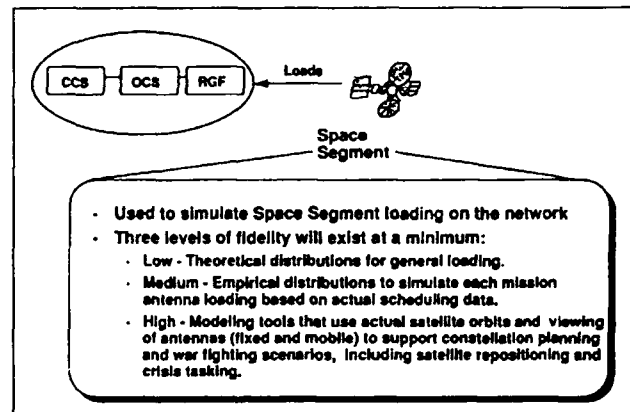 CCS OCS RGF
Loads
Space
Segment
- Used to simulate Space Segment loading on the network
- Three levels of fidelity will exist at a minimum:
- Low - Theoretical distributions for general loading.
- Medium - Empirical distributions to simulate each mission
antenna loading based on actual scheduling data.
- High - Modeling tools that use actual satellite orbits and viewing
of antennas (fixed and mobile) to support constellation planning
and war fighting scenarios, including satellite repositioning and
crisis tasking.